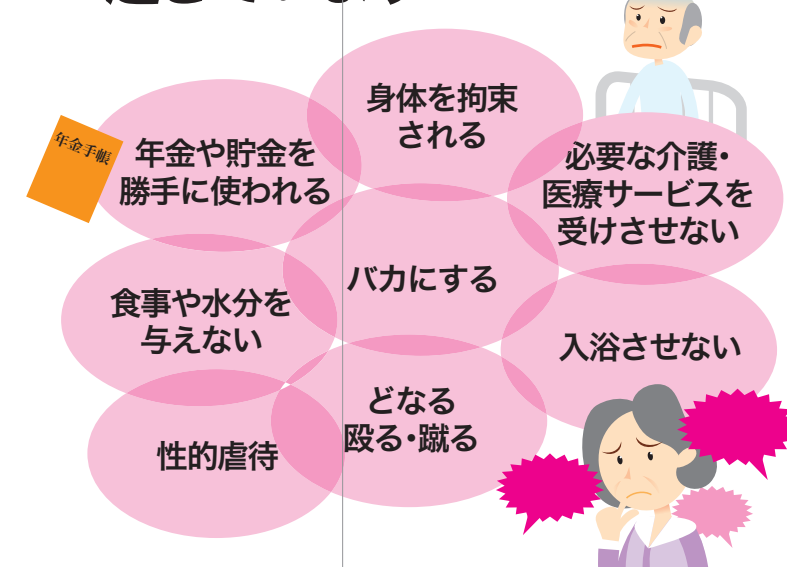 身体を拘束
される
年金手帳
年金や貯金を
勝手に使われる
必要な介護・
医療サービスを
受けさせない
バカにする
食事や水分を
与えない
入浴させない
どなる
殴る・蹴る
性的虐待